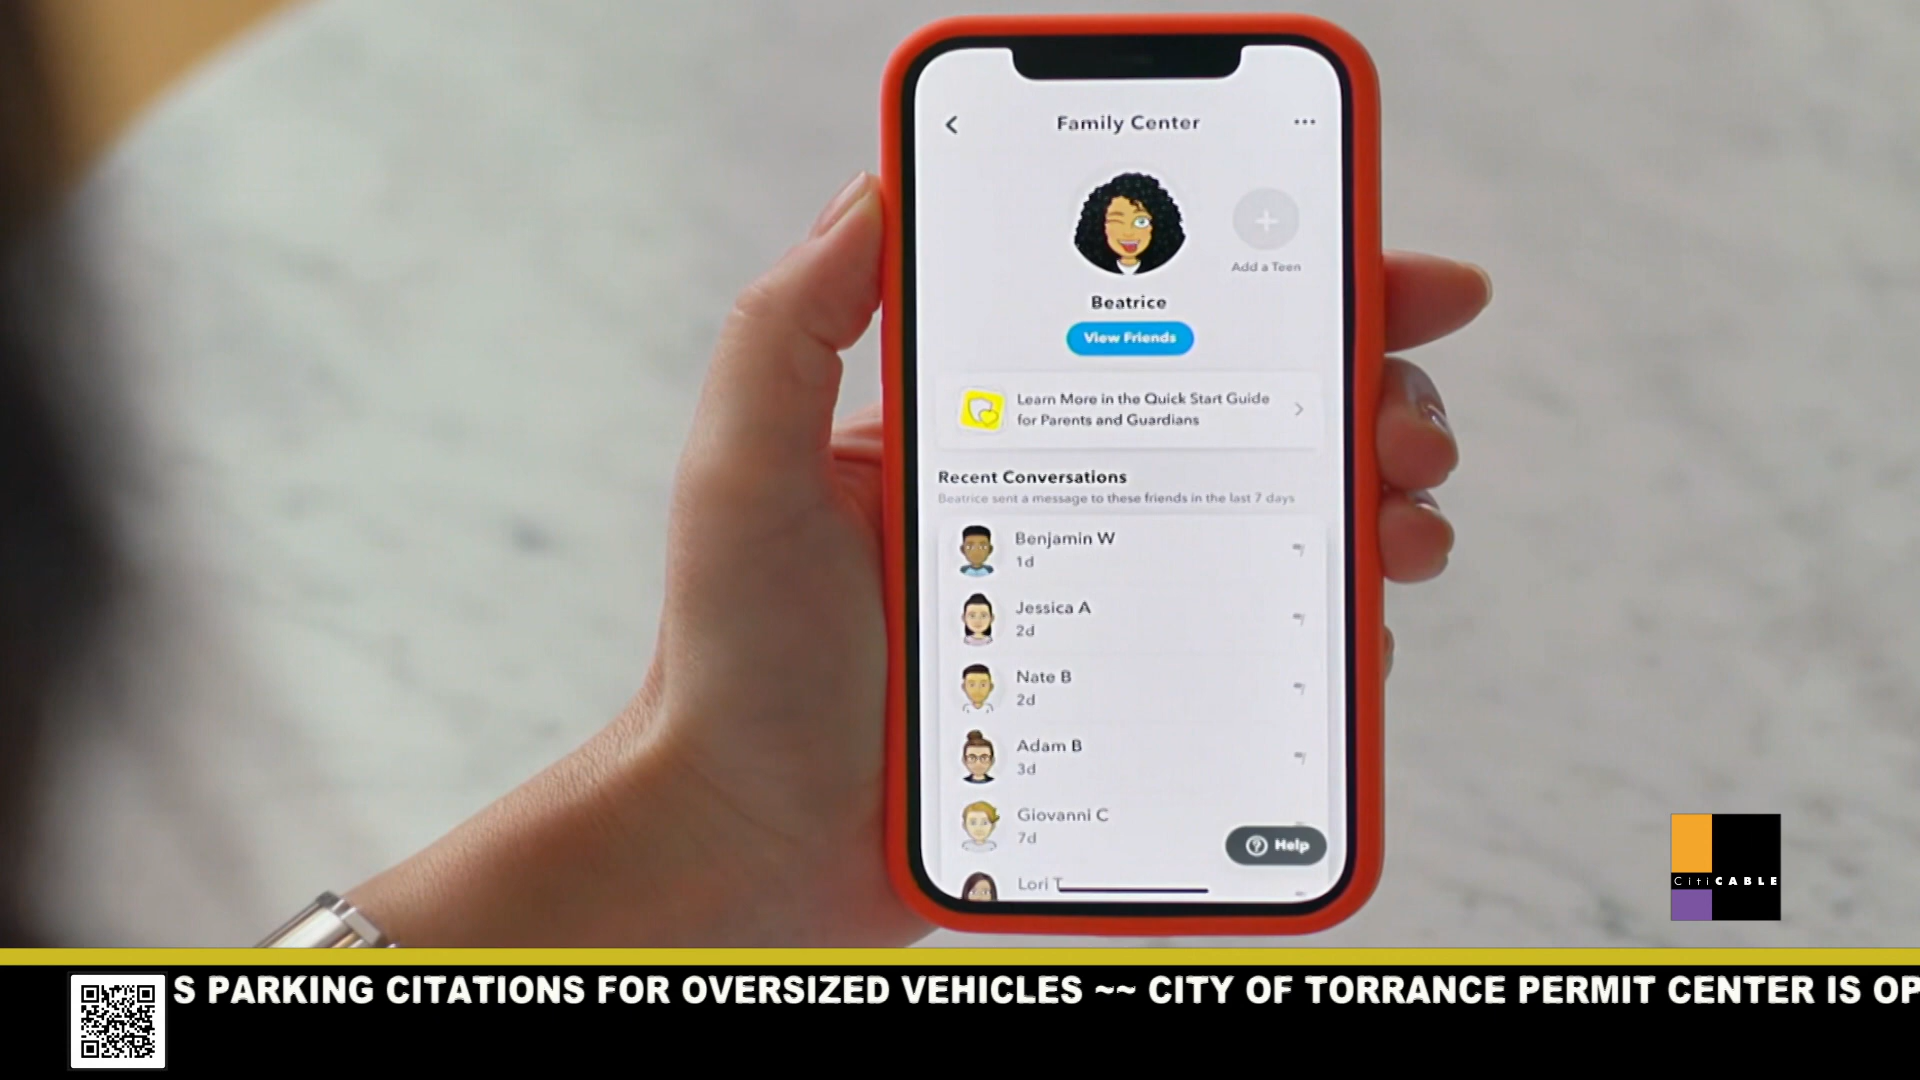 Family Center
Add a Teen
Beatrice
View Friends
Learn More in the Quick Start Guide
for Parents and Guardians
Recent Conversations
Beatrice sent a message to these friends in the last 7 days
Benjamin W
1d
Jessica A
2d
Nate B
2d
Adam B
3d
Giovanni C
7d
Help
Lori T
CitiCABLE
S PARKING CITATIONS FOR OVERSIZED VEHICLES ~~ CITY OF TORRANCE PERMIT CENTER IS OP